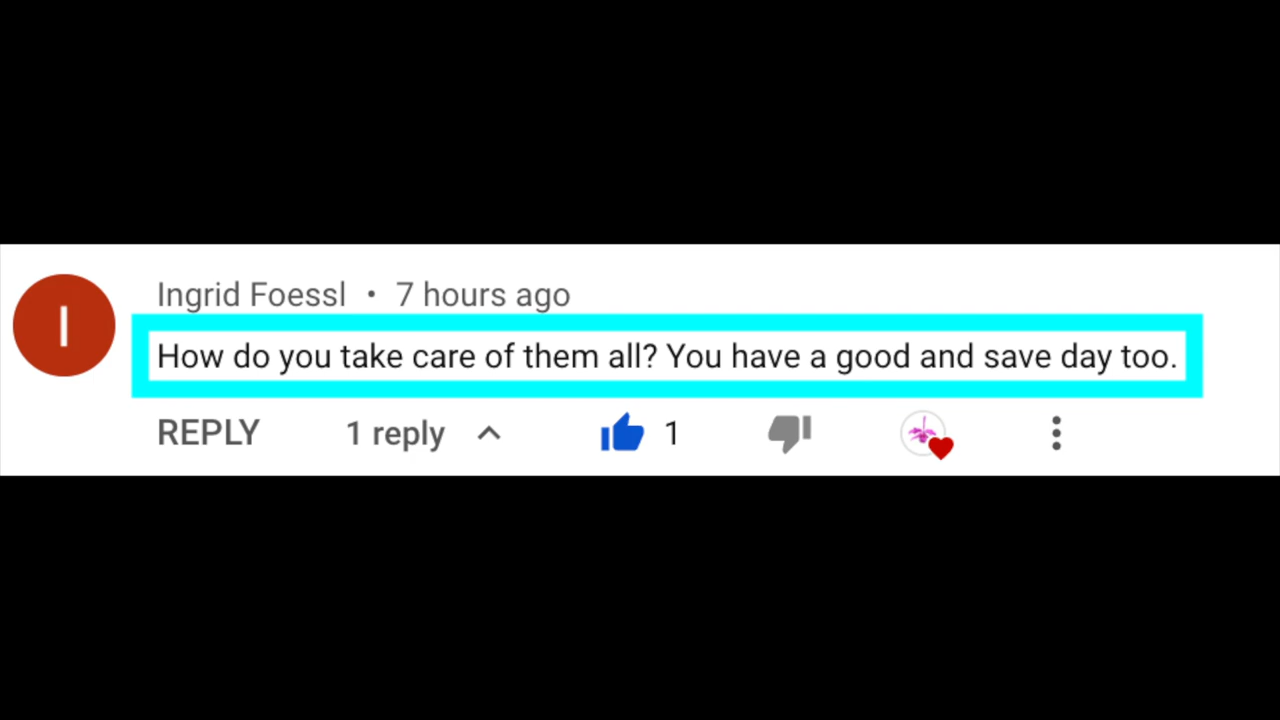 I
Ingrid Foessl • 7 hours ago
How do you take care of them all? You have a good and save day too.
REPLY 1 reply 1